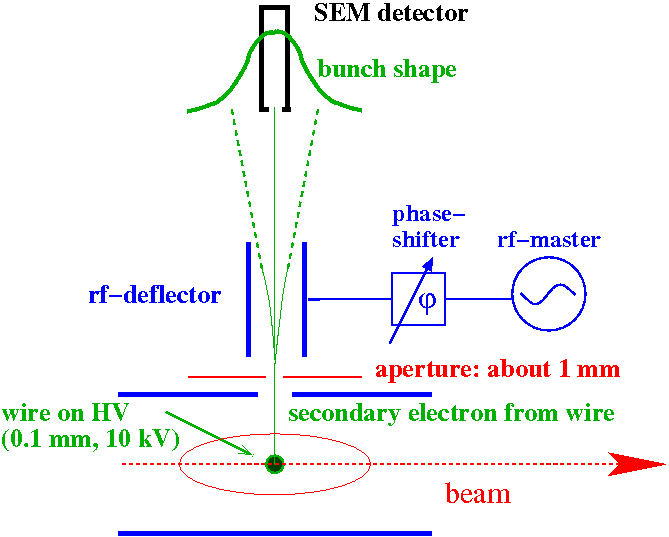 SEM detector
bunch shape
phase-
shifter
rf-master
rf-deflector
φ
aperture: about 1 mm
wire on HV
(0.1 mm, 10 kV)
secondary electron from wire
beam